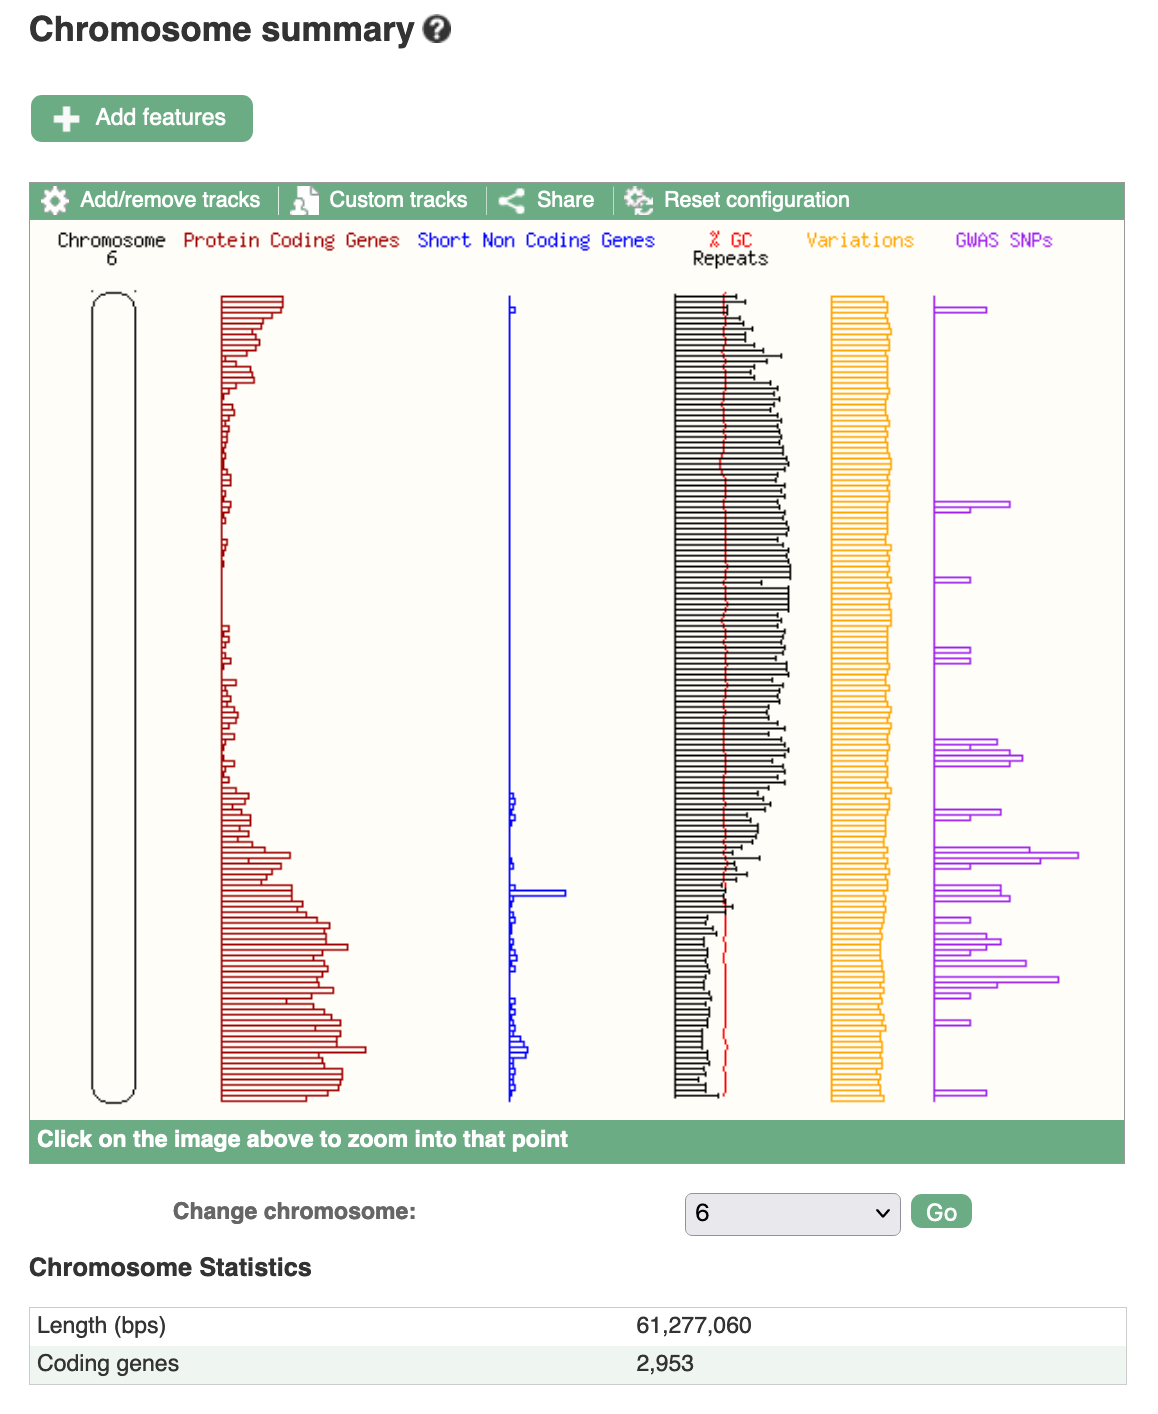 Chromosome summary ?
Add features
Add/remove tracks Custom tracks Share Reset configuration
Chromosome Protein Coding Genes Short Non Coding Genes % GC Variations GWAS SNPs
6 Repeats
Click on the image above to zoom into that point
Change chromosome: 6 Go
Chromosome Statistics
Length (bps) 61,277,060
Coding genes 2,953